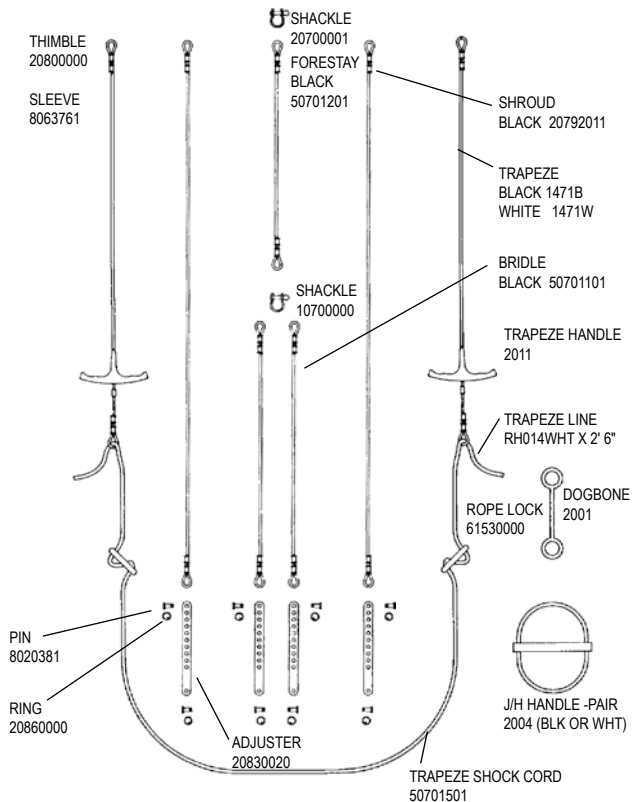 SHACKLE
20700001
THIMBLE
20800000
FORESTAY
BLACK
50701201
SLEEVE
8063761
SHROUD
BLACK 20792011
TRAPEZE
BLACK 1471B
WHITE 1471W
BRIDLE
BLACK 50701101
SHACKLE
10700000
TRAPEZE HANDLE
2011
TRAPEZE LINE
RH014WHT X 2' 6"
DOGBONE
2001
ROPE LOCK
61530000
PIN
8020381
RING
20860000
J/H HANDLE -PAIR
2004 (BLK OR WHT)
ADJUSTER
20830020
TRAPEZE SHOCK CORD
50701501